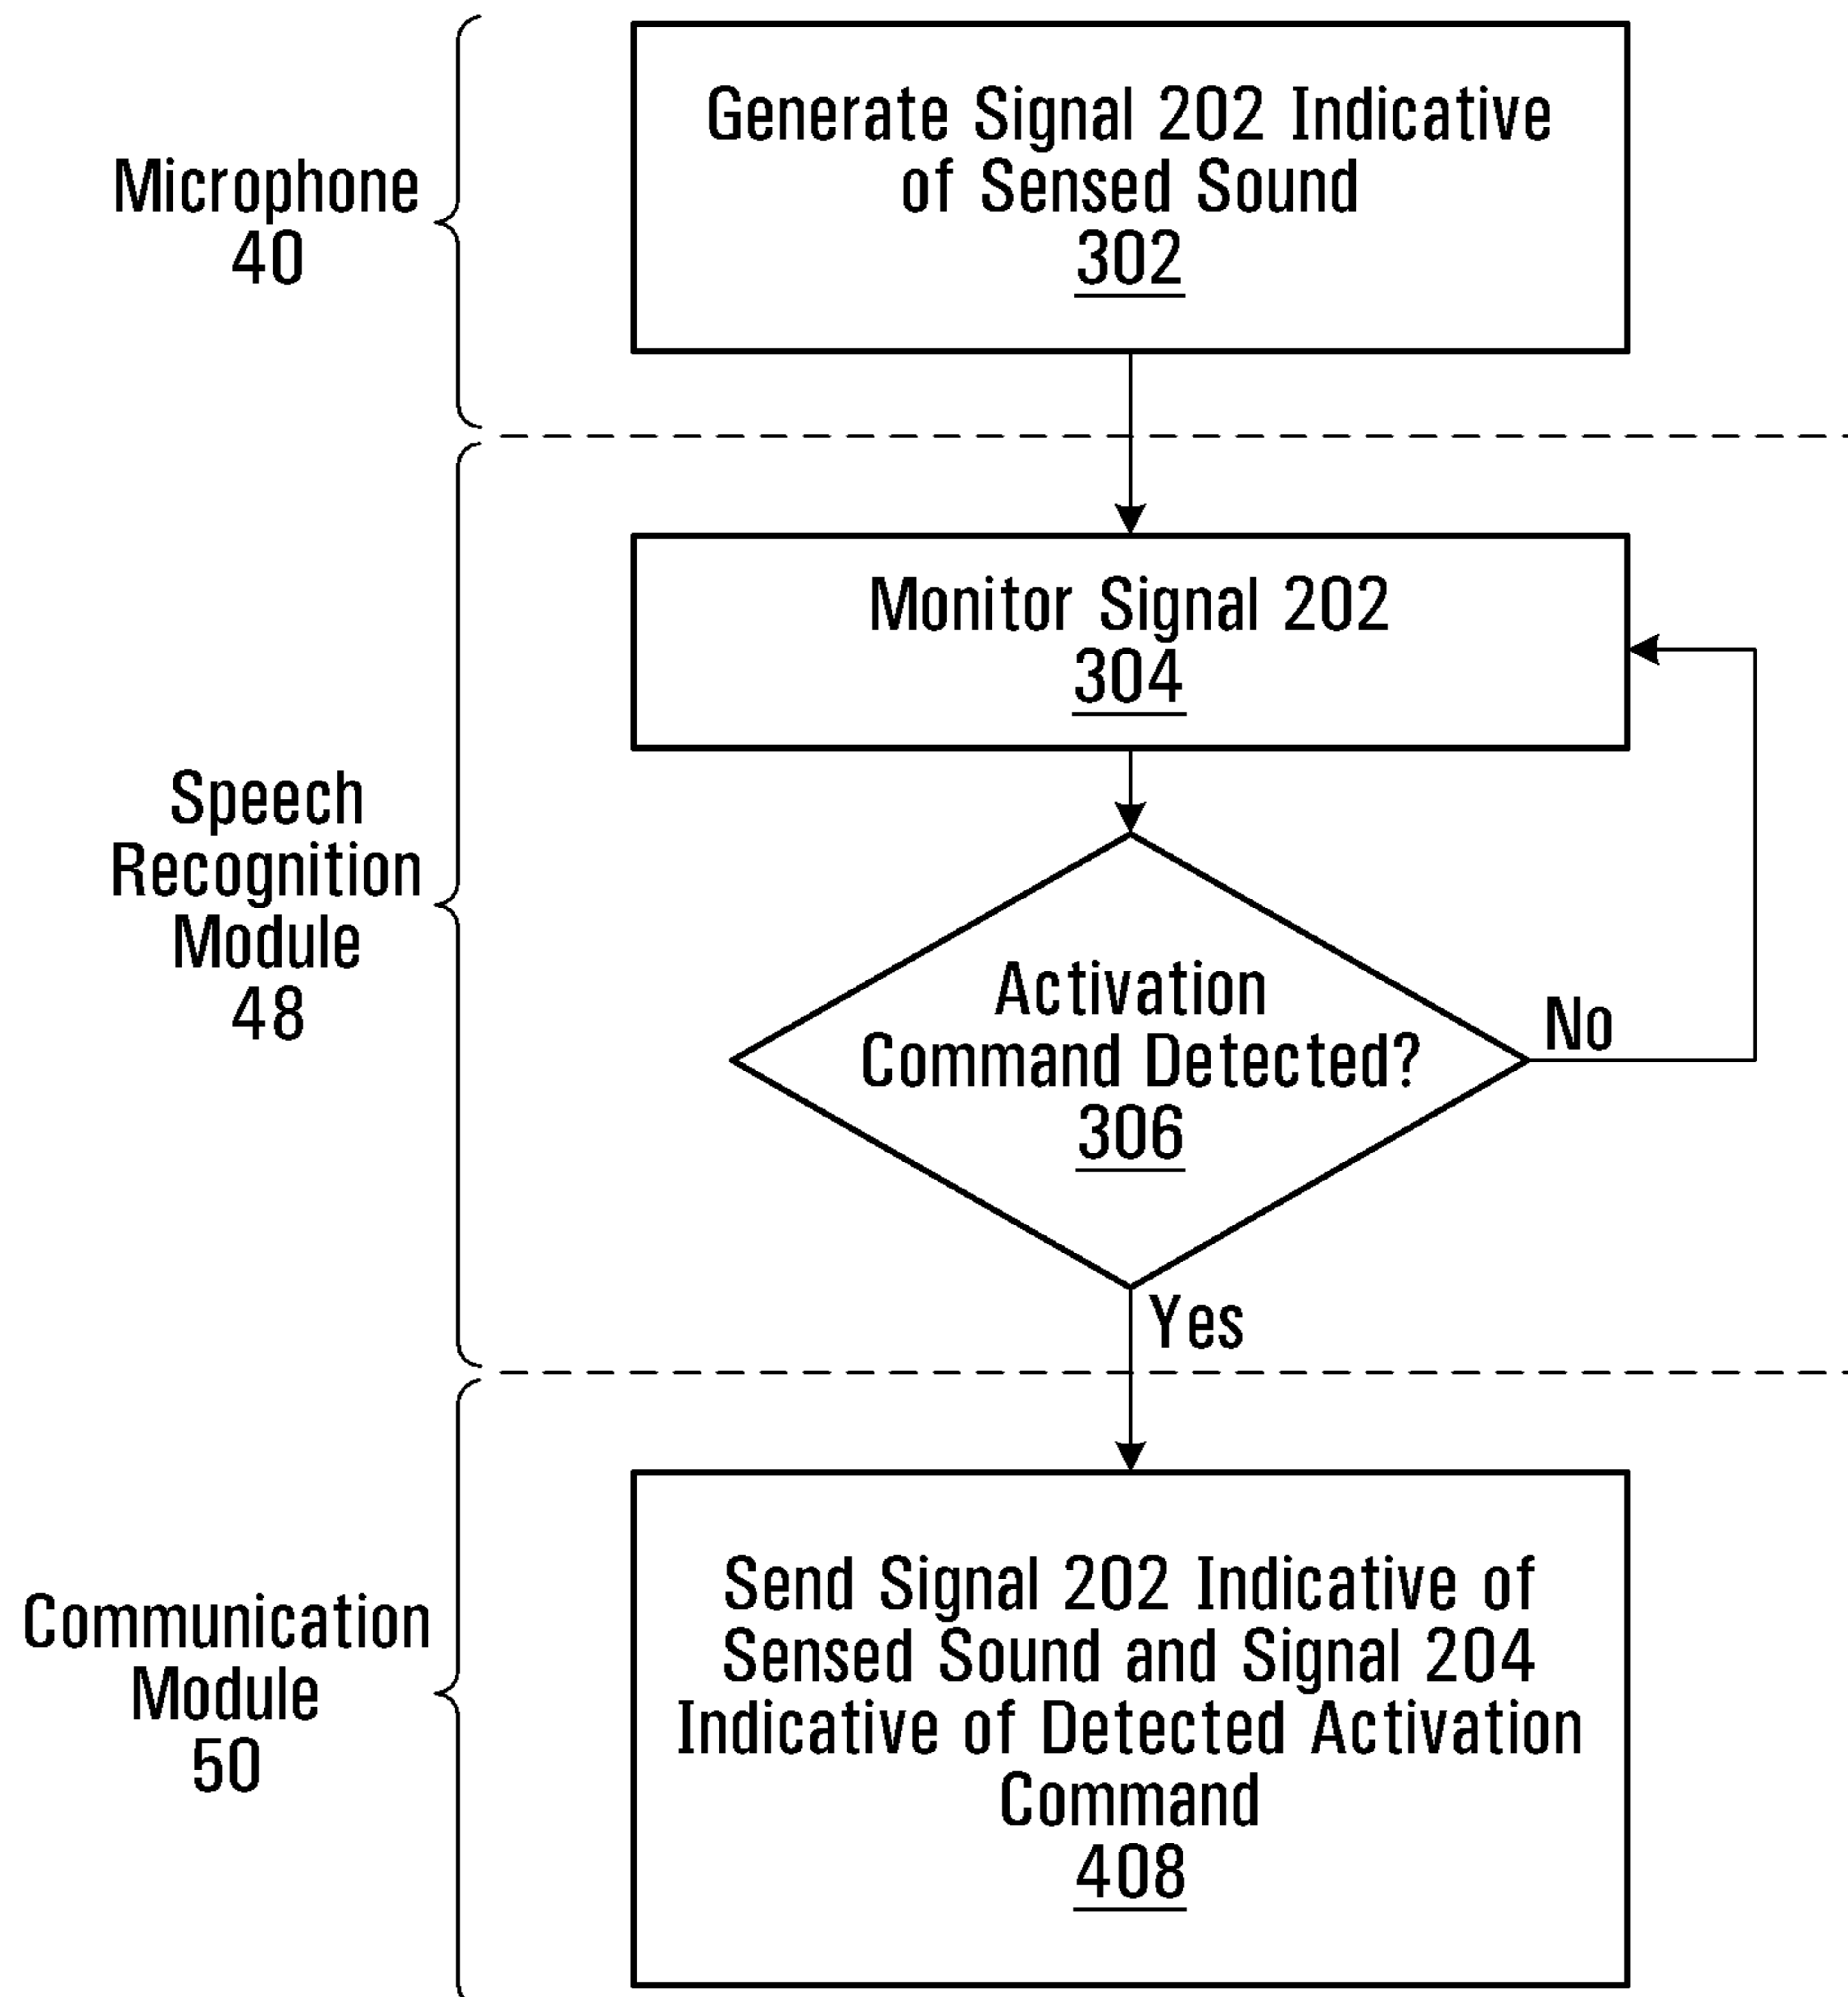 Microphone
40
Generate Signal 202 Indicative
of Sensed Sound
302
Speech
Recognition
Module
48
Monitor Signal 202
304
Activation
Command Detected?
306
No
Yes
Communication
Module
50
Send Signal 202 Indicative of
Sensed Sound and Signal 204
Indicative of Detected Activation
Command
408